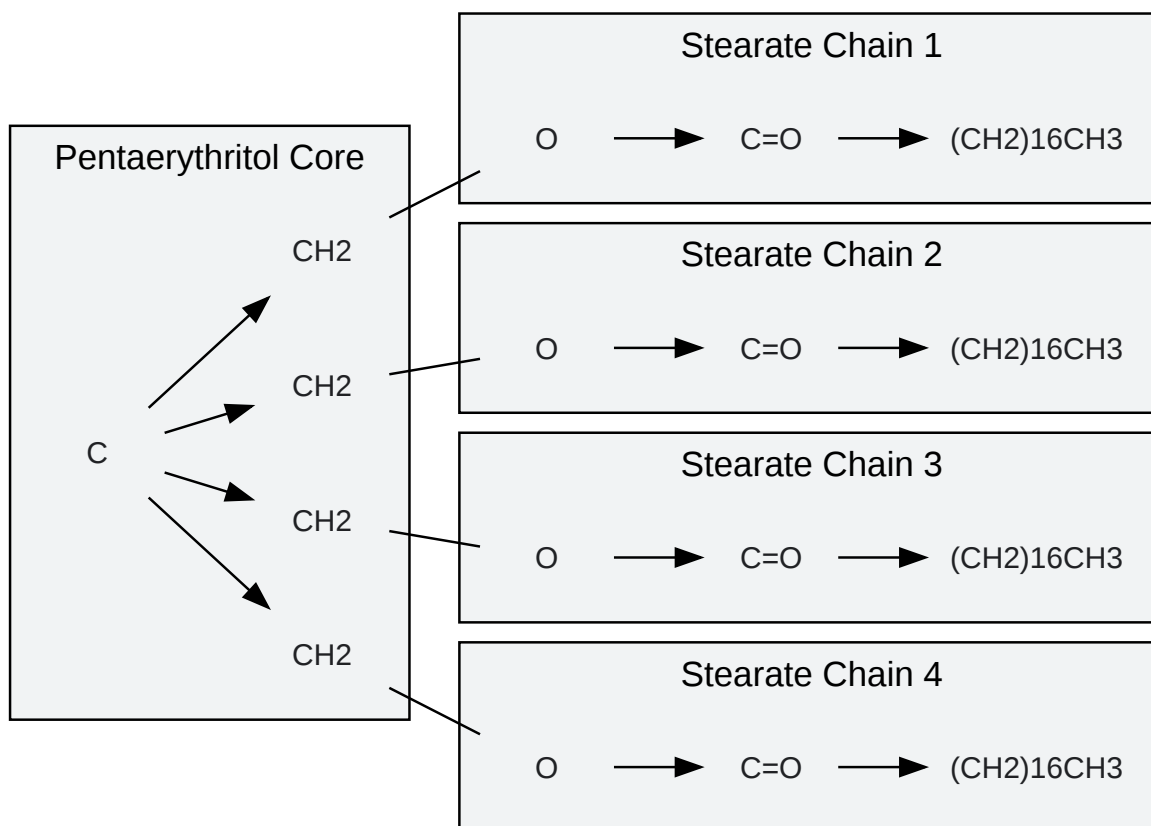 Pentaerythritol Core
C
CH2
CH2
CH2
CH2
Stearate Chain 1
O
C=O
(CH2)16CH3
Stearate Chain 2
O
C=O
(CH2)16CH3
Stearate Chain 3
O
C=O
(CH2)16CH3
Stearate Chain 4
O
C=O
(CH2)16CH3